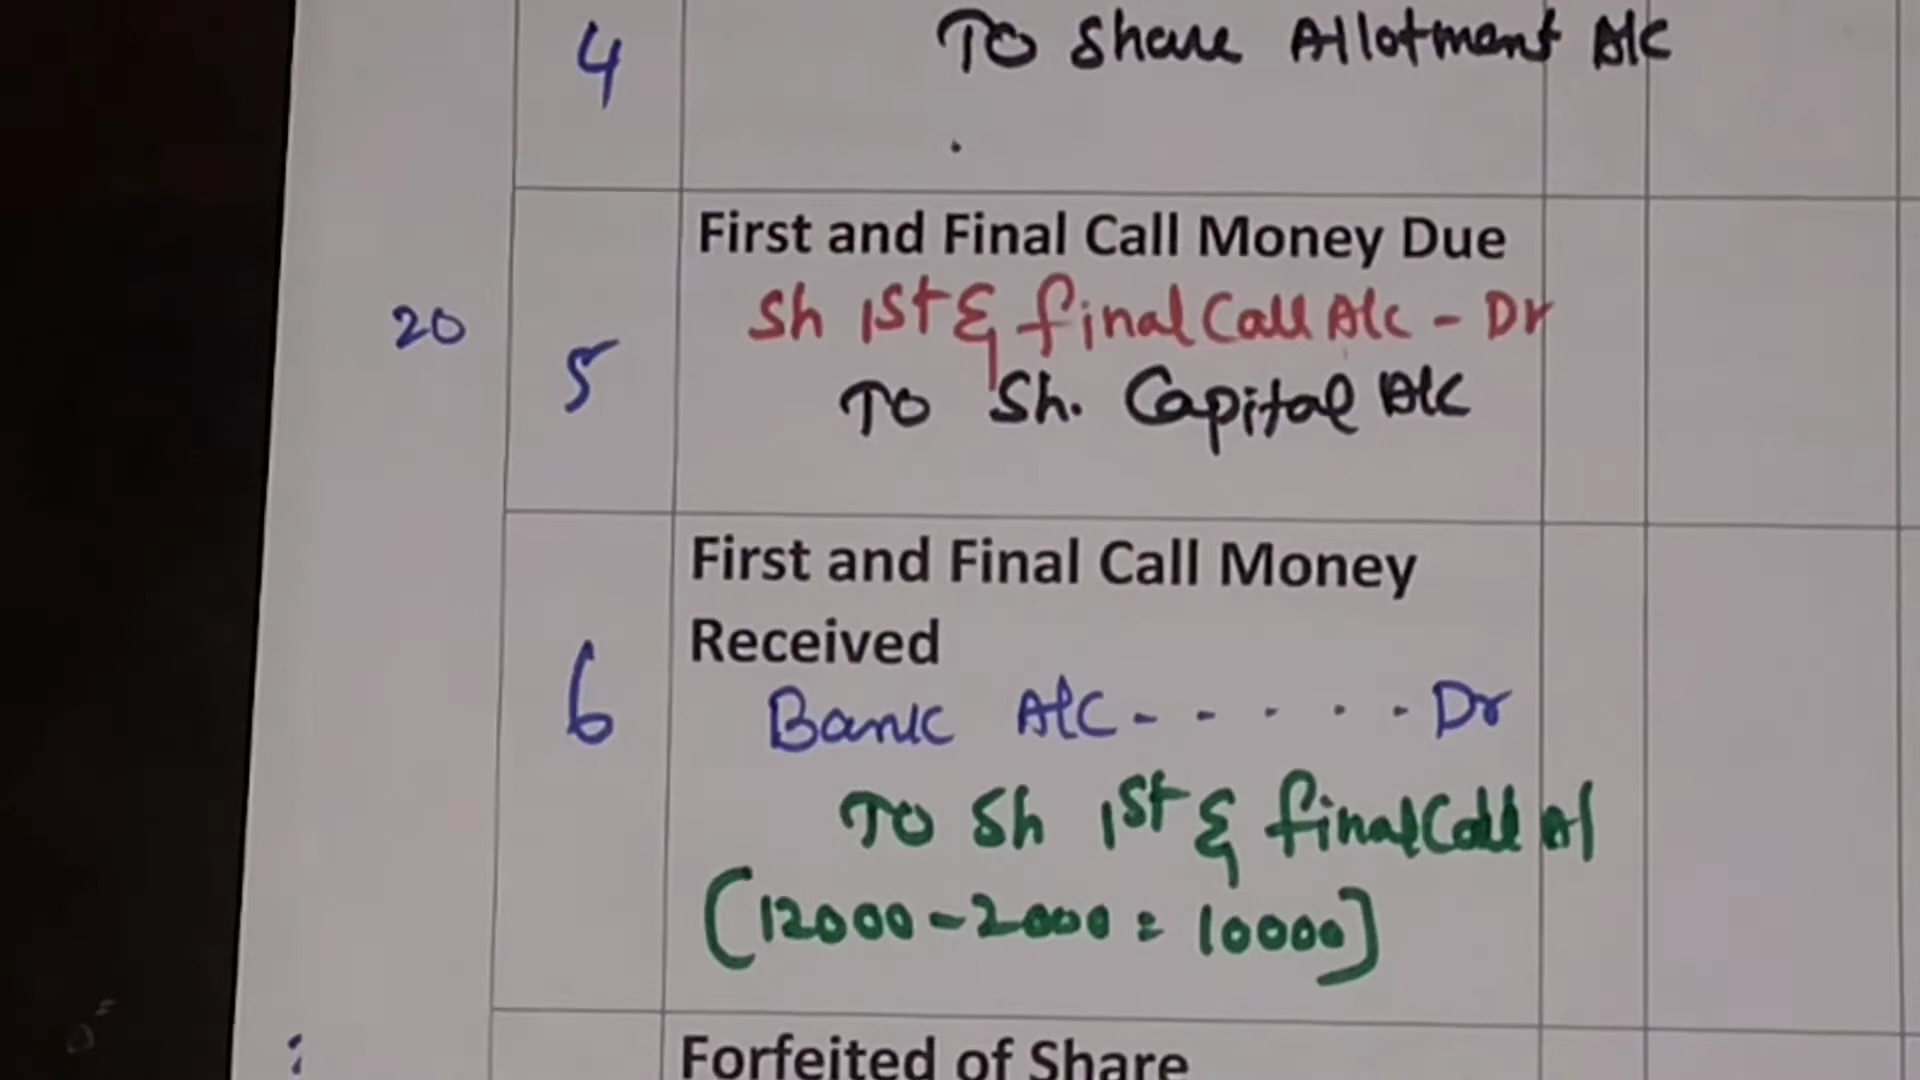 4
To Share Allotment A/c
First and Final Call Money Due
Sh 1st & final Call A/c - Dr
20
5
To Sh. Capital A/c
First and Final Call Money
Received
6
Bank A/c - - - - - Dr
To Sh 1st & final Call A/
(12000 - 2000 = 10000)
Forfeited of Share